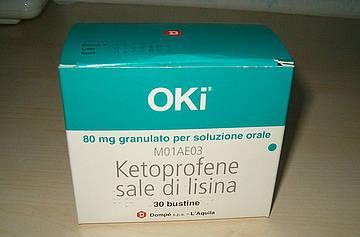 OKi®
80 mg granulato per soluzione orale
M01AE03
Ketoprofene
sale di lisina
30 bustine
Dompé s.p.a. - L'Aquila